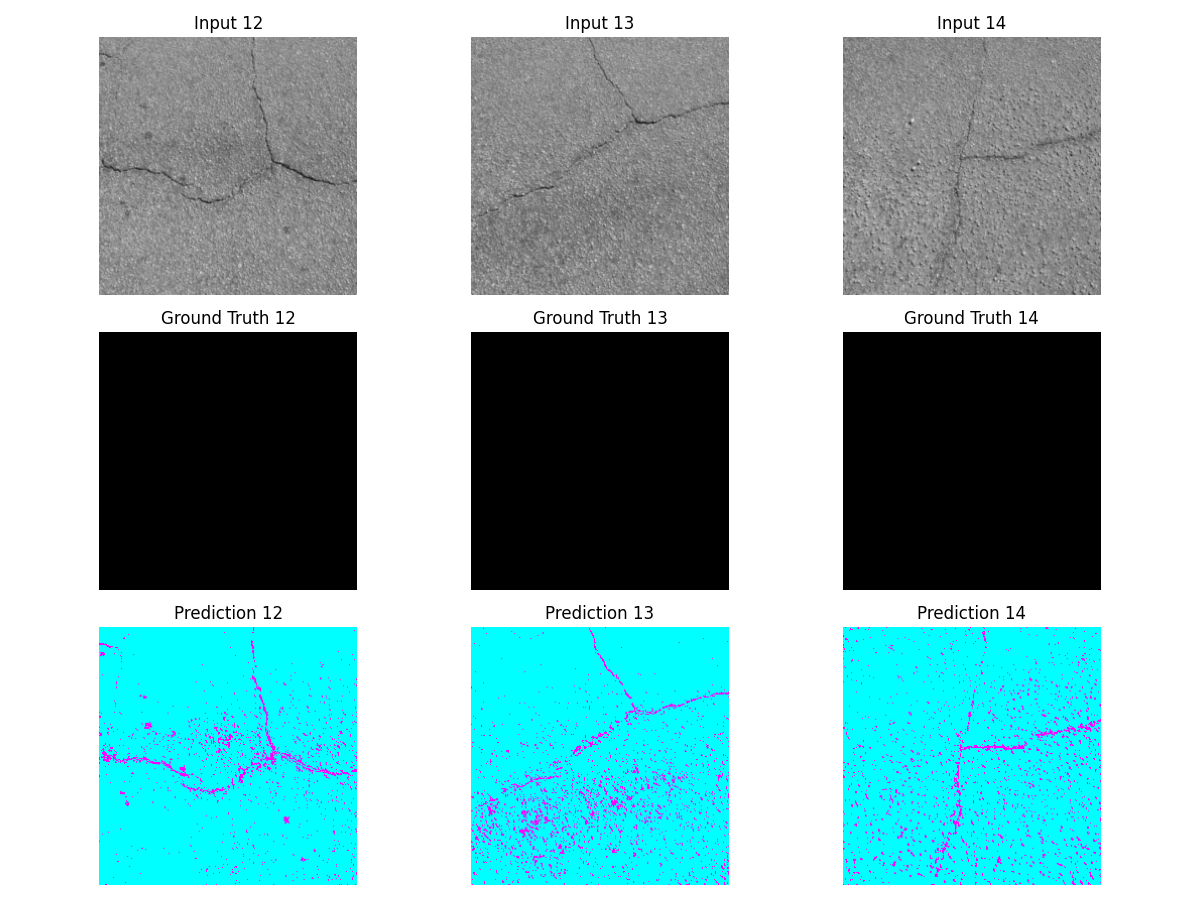 Input 12
Input 13
Input 14
Ground Truth 12
Ground Truth 13
Ground Truth 14
Prediction 12
Prediction 13
Prediction 14